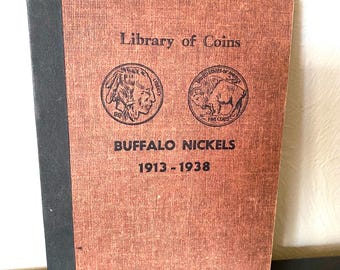 Library of Coins
BUFFALO NICKELS
1913 - 1938